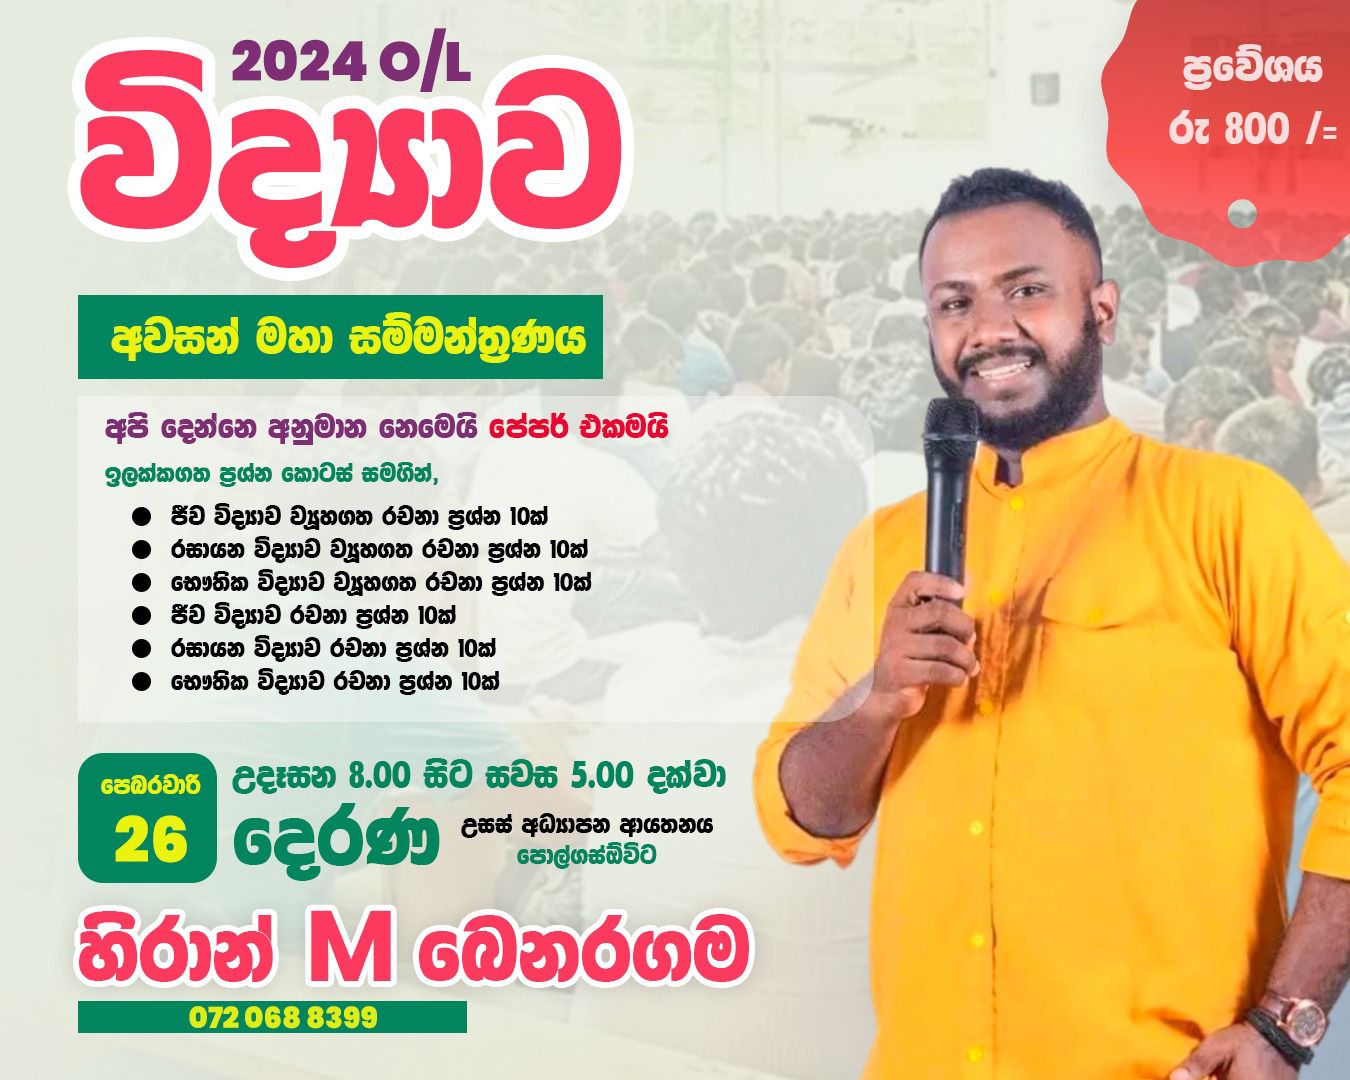 2024 O/L
විද්‍යාව
ප්‍රවේශය
රු 800 /=
අවසන් මහා සම්මන්ත්‍රණය
අපි දෙන්නෙ අනුමාන නෙමෙයි පේපර් එකමයි
ඉලක්කගත ප්‍රශ්න කොටස් සමගින්,
● ජීව විද්‍යාව ව්‍යූහගත රචනා ප්‍රශ්න 10ක්
● රසායන විද්‍යාව ව්‍යූහගත රචනා ප්‍රශ්න 10ක්
● භෞතික විද්‍යාව ව්‍යූහගත රචනා ප්‍රශ්න 10ක්
● ජීව විද්‍යාව රචනා ප්‍රශ්න 10ක්
● රසායන විද්‍යාව රචනා ප්‍රශ්න 10ක්
● භෞතික විද්‍යාව රචනා ප්‍රශ්න 10ක්
පෙබරවාරි
26
උදෑසන 8.00 සිට සවස 5.00 දක්වා
දෙරණ
උසස් අධ්‍යාපන ආයතනය
පොල්ගස්ඕවිට
හිරාන් M බෙනරගම
072 068 8399